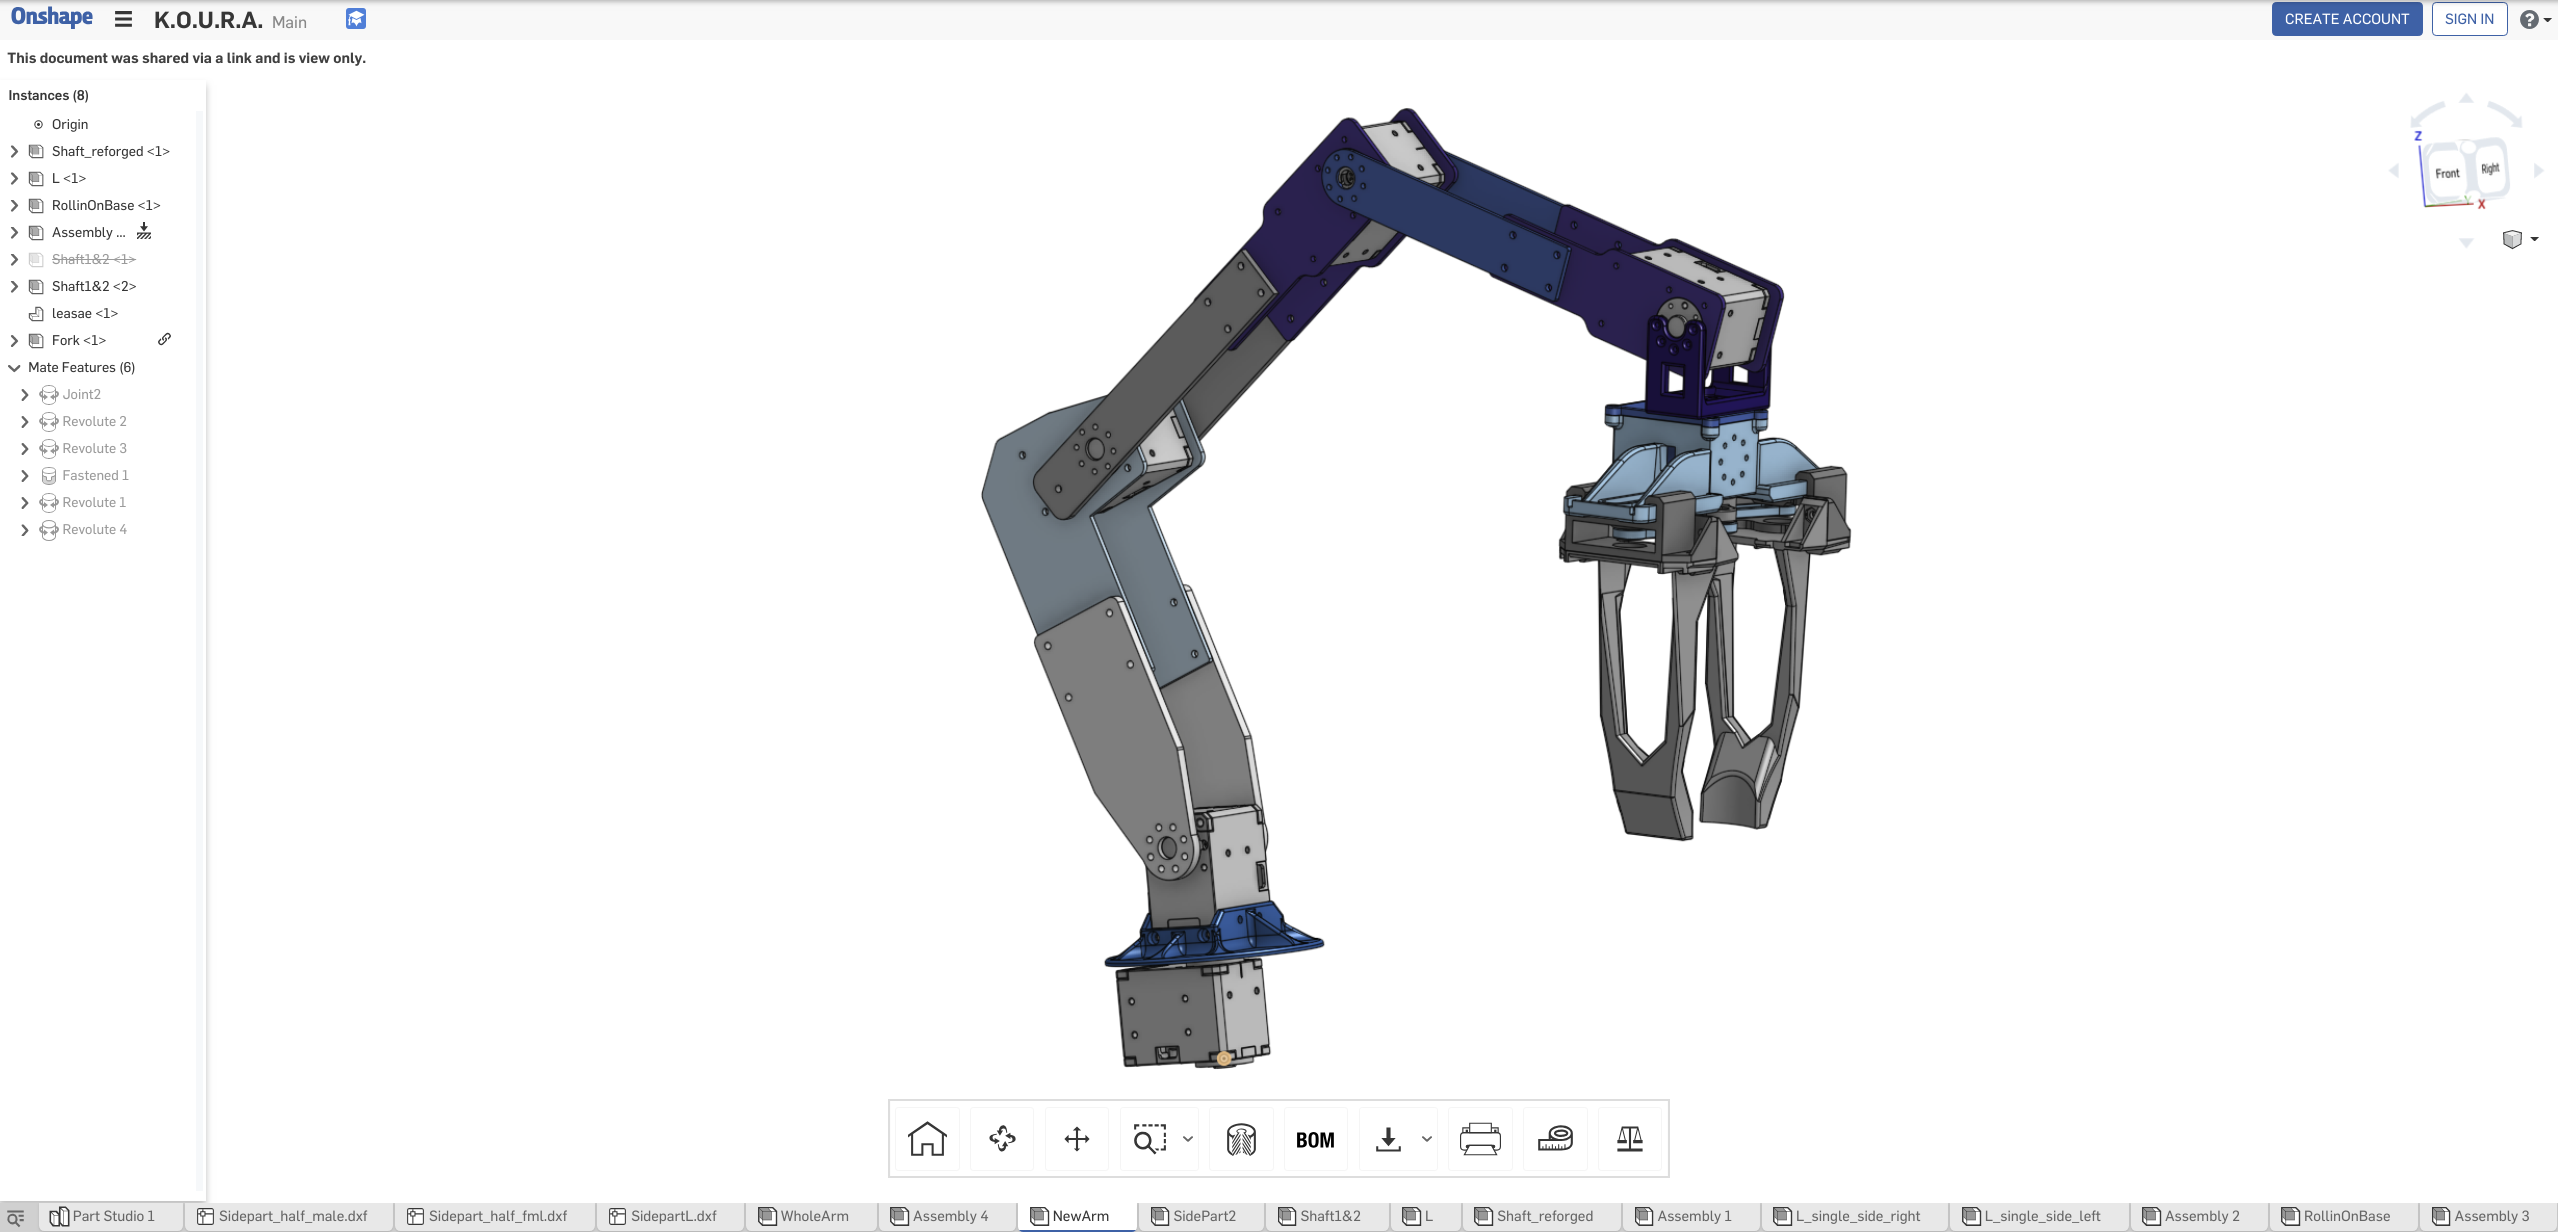 Onshape K.O.U.R.A. Main CREATE ACCOUNT SIGN IN
This document was shared via a link and is view only.
Instances (8)
Origin
Shaft_reforged <1>
L <1>
RollinOnBase <1>
Assembly ...
Shaft1&2 <1>
Shaft1&2 <2>
leasae <1>
Fork <1>
Mate Features (6)
Joint2
Revolute 2
Revolute 3
Fastened 1
Revolute 1
Revolute 4
Z
Front
Right
Y
X
BOM
Part Studio 1 Sidepart_half_male.dxf Sidepart_half_fml.dxf SidepartL.dxf WholeArm Assembly 4 NewArm SidePart2 Shaft1&2 L Shaft_reforged Assembly 1 L_single_side_right L_single_side_left Assembly 2 RollinOnBase Assembly 3